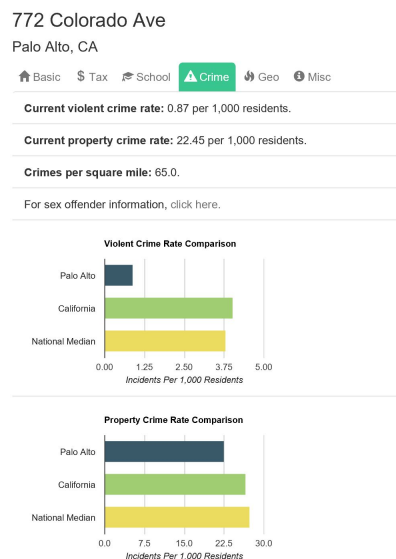 772 Colorado Ave
Palo Alto, CA
Basic $ Tax School Crime Geo Misc
Current violent crime rate: 0.87 per 1,000 residents.
Current property crime rate: 22.45 per 1,000 residents.
Crimes per square mile: 65.0.
For sex offender information, click here.
Violent Crime Rate Comparison
Palo Alto
California
National Median
0.00 1.25 2.50 3.75 5.00
Incidents Per 1,000 Residents
Property Crime Rate Comparison
Palo Alto
California
National Median
0.0 7.5 15.0 22.5 30.0
Incidents Per 1,000 Residents